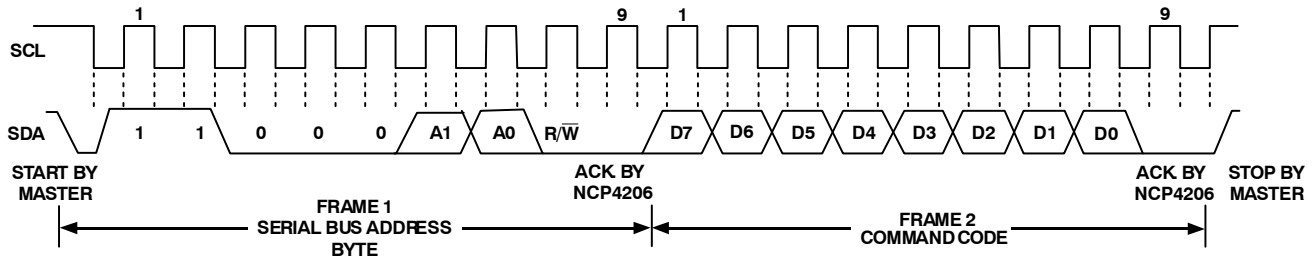 1 9 1 9
SCL
SDA 1 1 0 0 0 A1 A0 R/W̅ D7 D6 D5 D4 D3 D2 D1 D0
START BY
MASTER
ACK. BY
NCP4206
ACK. BY
NCP4206
STOP BY
MASTER
FRAME 1
SERIAL BUS ADDRESS
BYTE
FRAME 2
COMMAND CODE